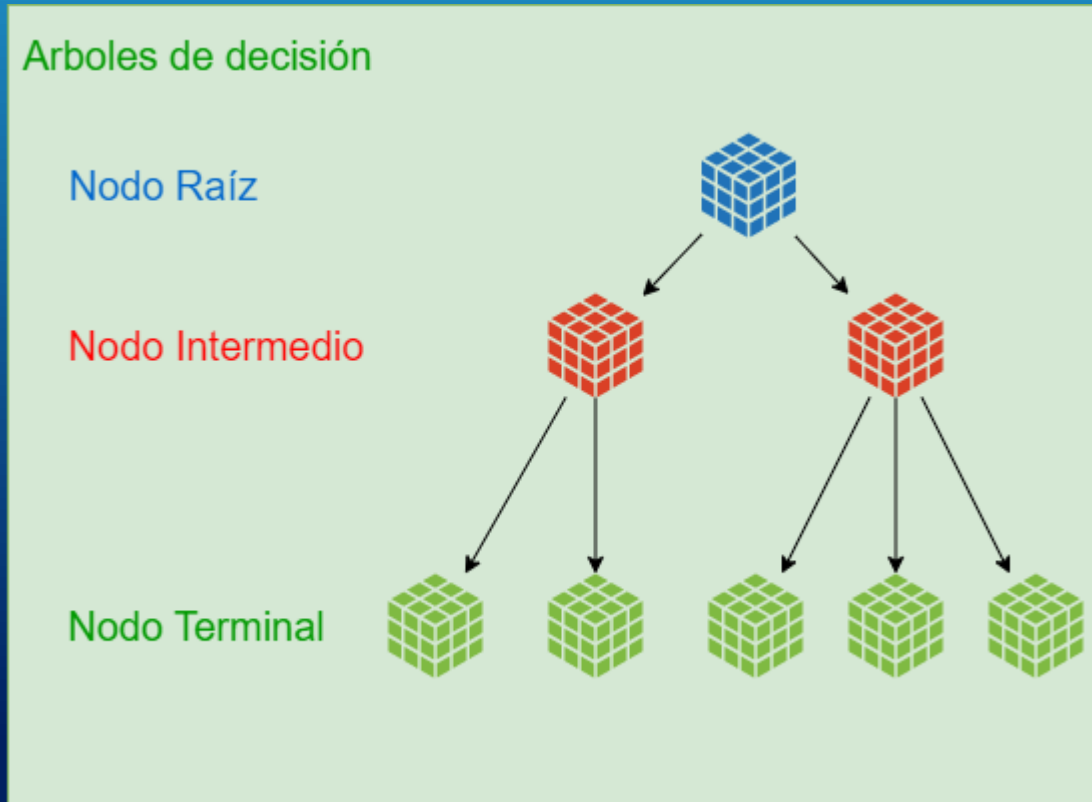 Arboles de decisión
Nodo Raíz
Nodo Intermedio
Nodo Terminal